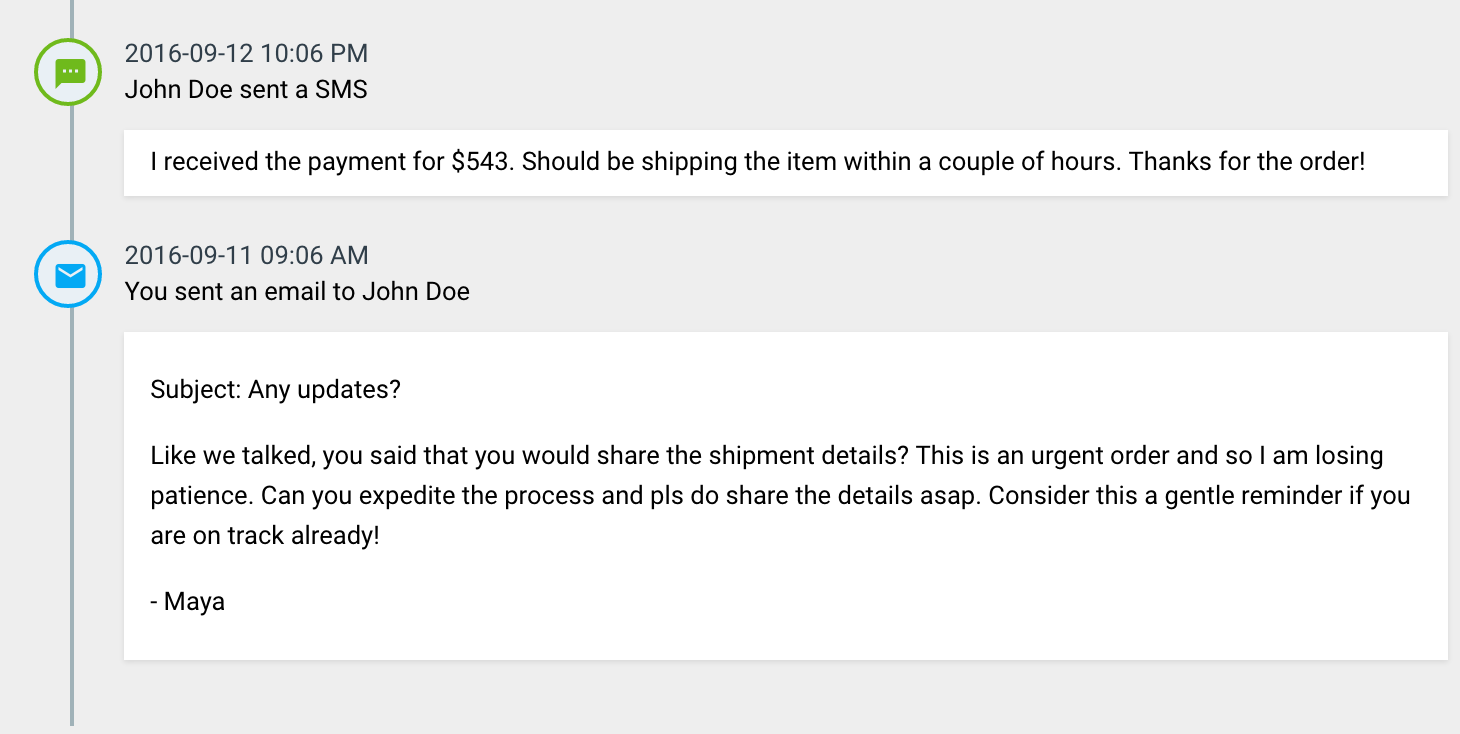 2016-09-12 10:06 PM
John Doe sent a SMS
I received the payment for $543. Should be shipping the item within a couple of hours. Thanks for the order!
2016-09-11 09:06 AM
You sent an email to John Doe
Subject: Any updates?
Like we talked, you said that you would share the shipment details? This is an urgent order and so I am losing
patience. Can you expedite the process and pls do share the details asap. Consider this a gentle reminder if you
are on track already!
- Maya